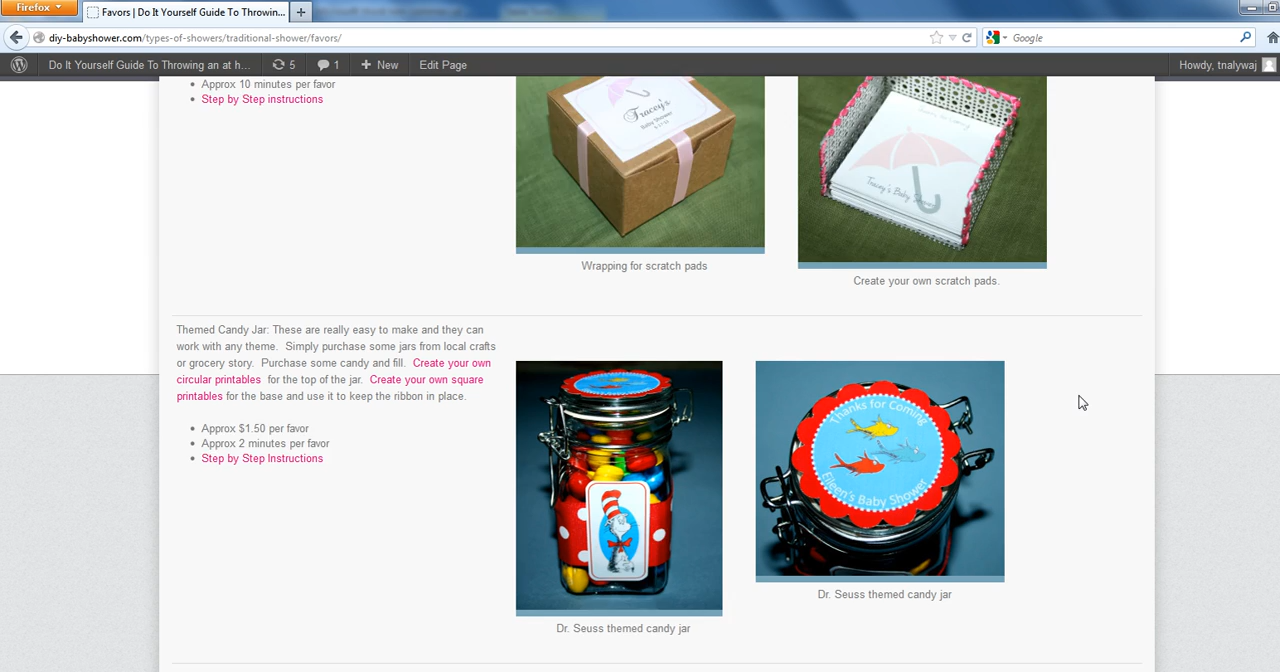 Firefox
Favors | Do It Yourself Guide To Throwin...
diy-babyshower.com/types-of-showers/traditional-shower/favors/
Google
Do It Yourself Guide To Throwing an at h...
5
1
New
Edit Page
Howdy, tnalywaj
Approx 10 minutes per favor
Step by Step instructions
Tracey's
Baby Shower
Tracey's Baby Shower
Wrapping for scratch pads
Create your own scratch pads.
Themed Candy Jar: These are really easy to make and they can
work with any theme. Simply purchase some jars from local crafts
or grocery story. Purchase some candy and fill. Create your own
circular printables for the top of the jar. Create your own square
printables for the base and use it to keep the ribbon in place.
Approx $1.50 per favor
Approx 2 minutes per favor
Step by Step Instructions
Thanks for Coming
Eileen's Baby Shower
Dr. Seuss themed candy jar
Dr. Seuss themed candy jar